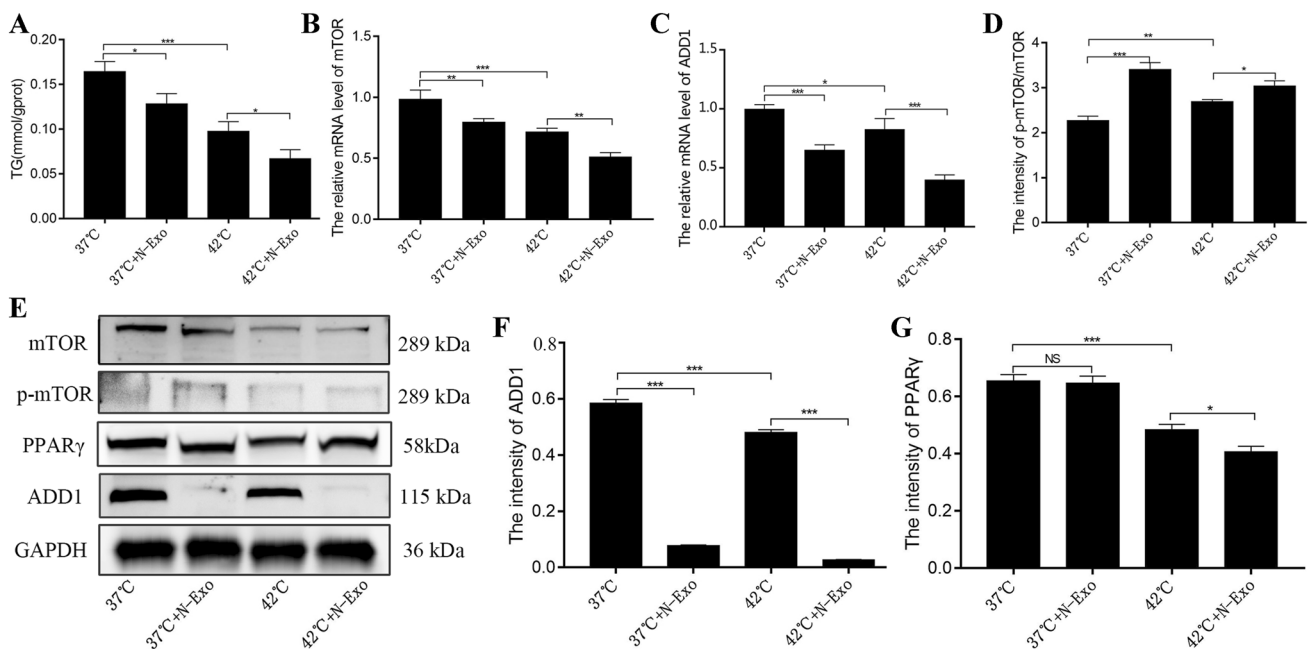 A
TG(mmol/gprot)
0.20
0.15
0.10
0.05
0.00
***
*
*
37℃
37℃+N-Exo
42℃
42℃+N-Exo
B
The relative mRNA level of mTOR
1.5
1.0
0.5
0.0
***
**
**
37℃
37℃+N-Exo
42℃
42℃+N-Exo
C
The relative mRNA level of ADD1
1.5
1.0
0.5
0.0
*
***
***
37℃
37℃+N-Exo
42℃
42℃+N-Exo
D
The intensity of p-mTOR/mTOR
4
3
2
1
0
**
***
*
37℃
37℃+N-Exo
42℃
42℃+N-Exo
E
mTOR 289 kDa
p-mTOR 289 kDa
PPARγ 58kDa
ADD1 115 kDa
GAPDH 36 kDa
37℃
37℃+N-Exo
42℃
42℃+N-Exo
F
The intensity of ADD1
0.8
0.6
0.4
0.2
0.0
***
***
***
37℃
37℃+N-Exo
42℃
42℃+N-Exo
G
The intensity of PPARγ
0.8
0.6
0.4
0.2
0.0
***
NS
*
37℃
37℃+N-Exo
42℃
42℃+N-Exo